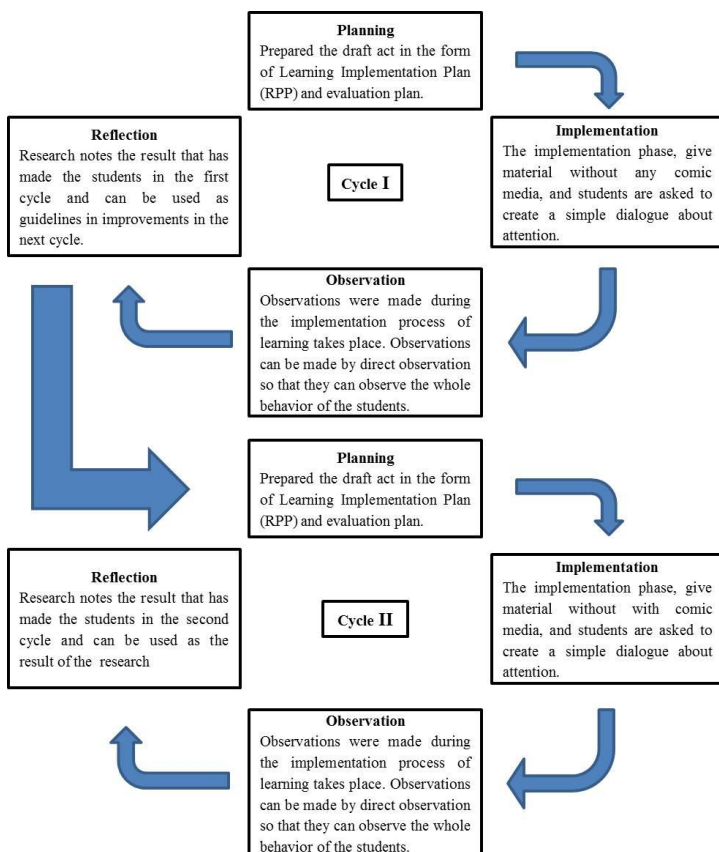 Planning
Prepared the draft act in the form
of Learning Implementation Plan
(RPP) and evaluation plan.
Reflection
Research notes the result that has
made the students in the first
cycle and can be used as
guidelines in improvements in the
next cycle.
Cycle I
Implementation
The implementation phase, give
material without any comic
media, and students are asked to
create a simple dialogue about
attention.
Observation
Observations were made during
the implementation process of
learning takes place. Observations
can be made by direct observation
so that they can observe the whole
behavior of the students.
Planning
Prepared the draft act in the form
of Learning Implementation Plan
(RPP) and evaluation plan.
Reflection
Research notes the result that has
made the students in the second
cycle and can be used as the
result of the research
Cycle II
Implementation
The implementation phase, give
material without with comic
media, and students are asked to
create a simple dialogue about
attention.
Observation
Observations were made during
the implementation process of
learning takes place. Observations
can be made by direct observation
so that they can observe the whole
behavior of the students.